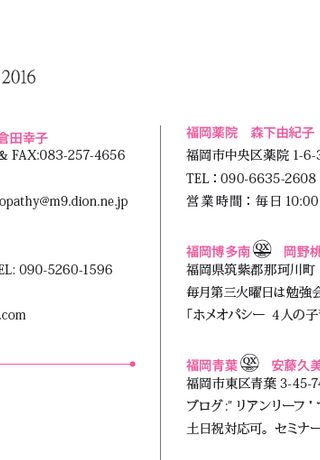 2016
倉田幸子
& FAX:083-257-4656
opathy@m9.dion.ne.jp
EL: 090-5260-1596
.com
福岡薬院 森下由紀子
福岡市中央区薬院 1-6-3
TEL：090-6635-2608
営業時間：毎日 10:00
福岡博多南 QX 岡野桃
福岡県筑紫郡那珂川町
毎月第三火曜日は勉強会
「ホメオパシー 4人の子
福岡青葉 QX 安藤久美
福岡市東区青葉 3-45-74
ブログ:" リアンリーフ"
土日祝対応可。セミナー